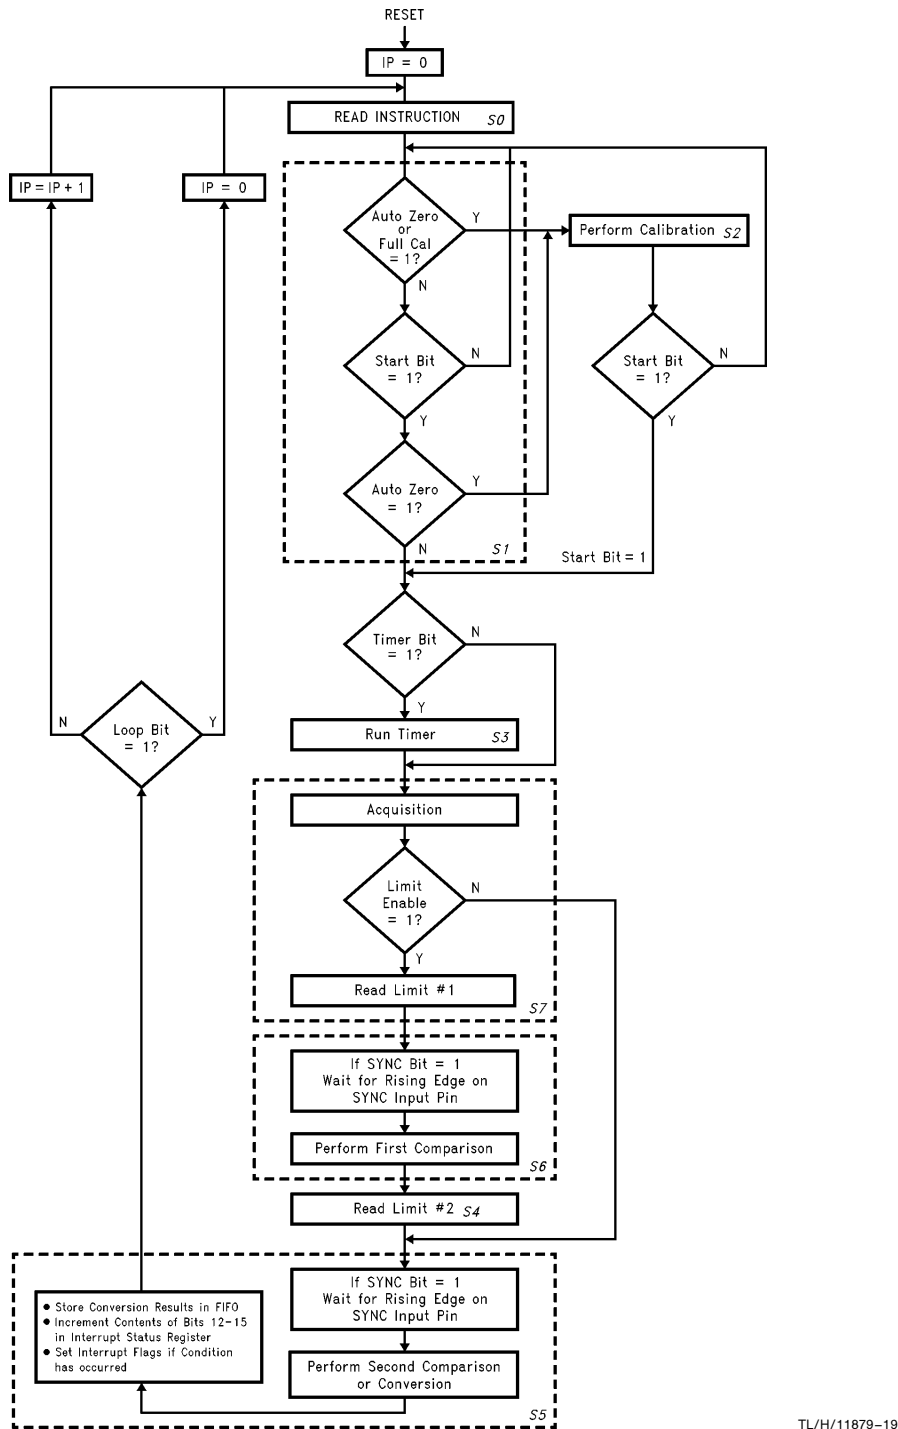 RESET
IP = 0
READ INSTRUCTION S0
IP = IP + 1
IP = 0
Auto Zero
or
Full Cal
= 1?
Y
N
Perform Calibration S2
Start Bit
= 1?
N
Y
Start Bit
= 1?
N
Y
Auto Zero
= 1?
Y
N
S1
Start Bit = 1
Timer Bit
= 1?
N
Y
Loop Bit
= 1?
N
Y
Run Timer S3
Acquisition
Limit
Enable
= 1?
N
Y
Read Limit #1
S7
If SYNC Bit = 1
Wait for Rising Edge on
SYNC Input Pin
Perform First Comparison
S6
Read Limit #2 S4
If SYNC Bit = 1
Wait for Rising Edge on
SYNC Input Pin
● Store Conversion Results in FIFO
● Increment Contents of Bits 12–15
in Interrupt Status Register
● Set Interrupt Flags if Condition
has occurred
Perform Second Comparison
or Conversion
S5
TL/H/11879–19